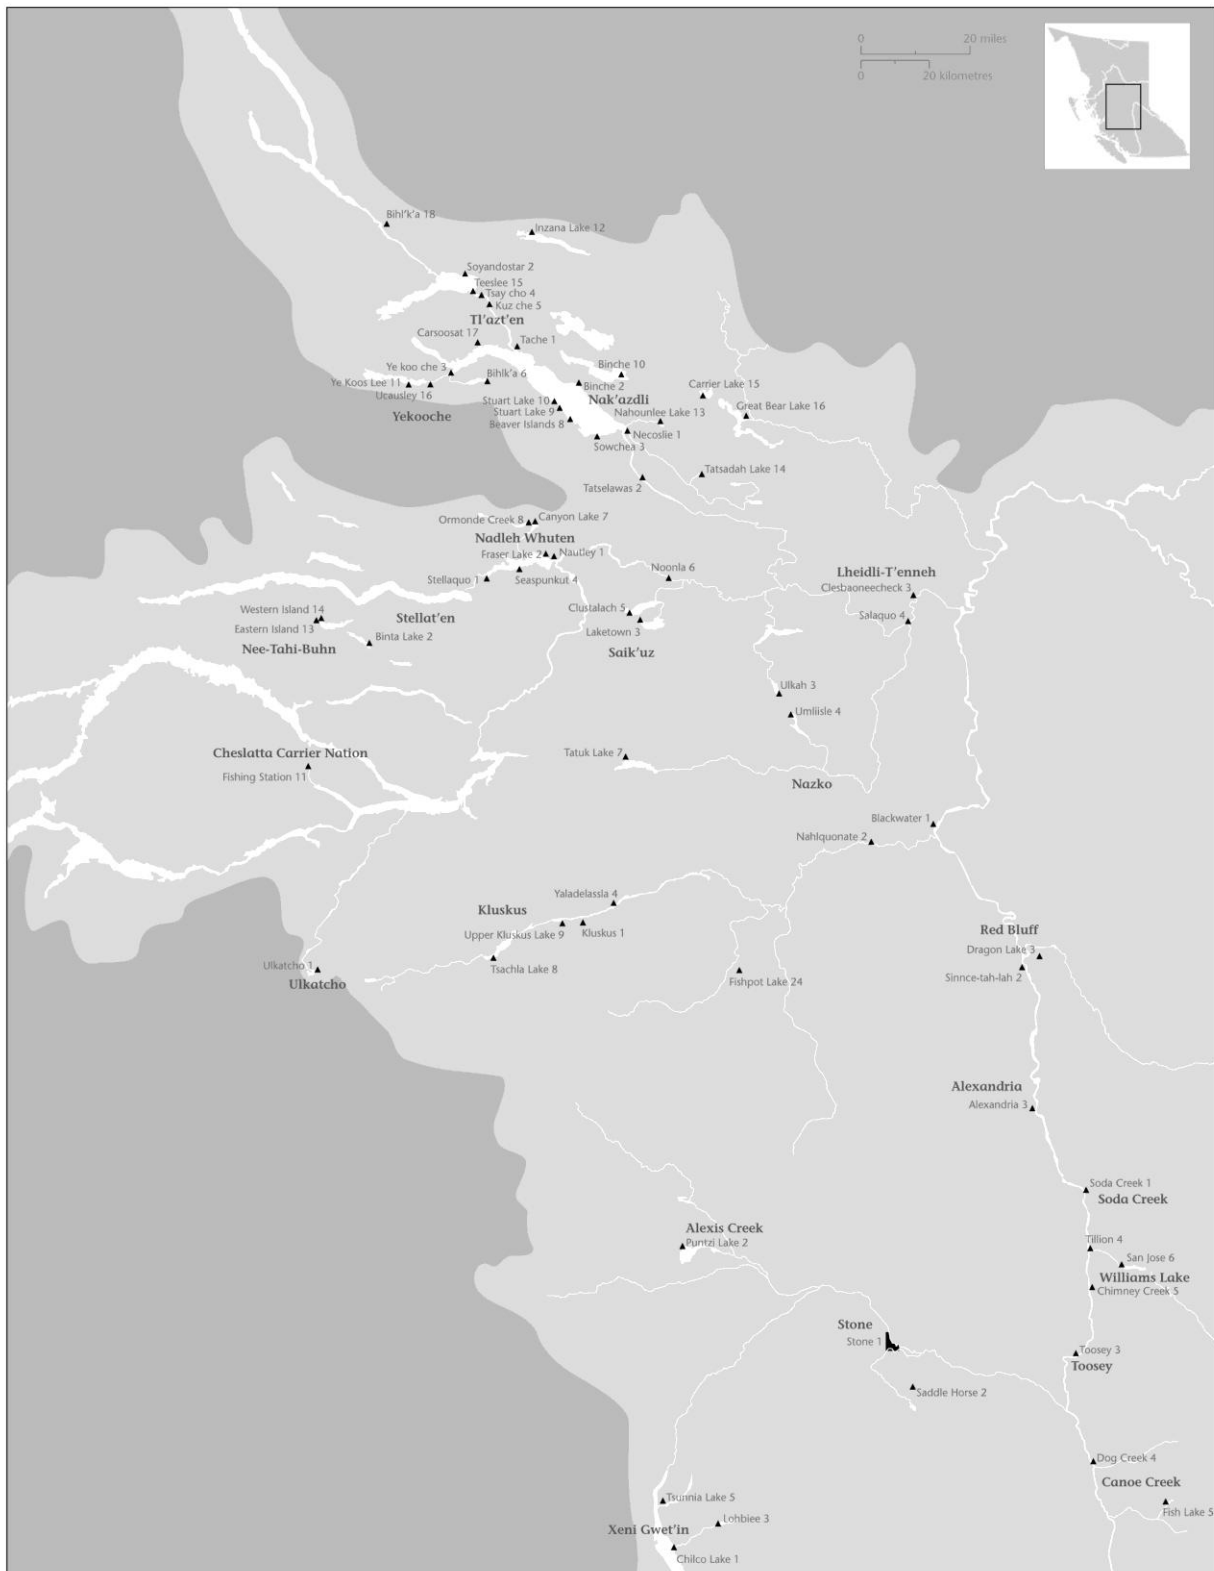 0 20 miles
0 20 kilometres
Bihl'k'a 18
Inzana Lake 12
Soyandostar 2
Teeslee 15
Tsay cho 4
Kuz che 5
Tl'azt'en
Carsoosat 17
Tache 1
Ye koo che 3
Binche 10
Ye Koos Lee 11
Bihlk'a 6
Binche 2
Ucausley 16
Carrier Lake 15
Yekooche
Stuart Lake 10
Nak'azdli
Stuart Lake 9
Nahounlee Lake 13
Great Bear Lake 16
Beaver Islands 8
Necoslie 1
Sowchea 3
Tatsadah Lake 14
Tatselawas 2
Ormonde Creek 8
Canyon Lake 7
Nadleh Whuten
Fraser Lake 2
Nautley 1
Noonla 6
Lheidli-T'enneh
Stellaquo 1
Seaspunkut 4
Clesbaoneecheck 3
Western Island 14
Stellat'en
Clustalach 5
Salaquo 4
Eastern Island 13
Laketown 3
Nee-Tahi-Buhn
Binta Lake 2
Saik'uz
Ulkah 3
Umliisle 4
Cheslatta Carrier Nation
Tatuk Lake 7
Fishing Station 11
Nazko
Blackwater 1
Nahlquonate 2
Yaladelassla 4
Kluskus
Upper Kluskus Lake 9
Kluskus 1
Red Bluff
Dragon Lake 3
Ulkatcho 1
Tsachla Lake 8
Sinnce-tah-lah 2
Ulkatcho
Fishpot Lake 24
Alexandria
Alexandria 3
Soda Creek 1
Soda Creek
Alexis Creek
Puntzi Lake 2
Tillion 4
San Jose 6
Williams Lake
Chimney Creek 5
Stone
Stone 1
Toosey 3
Toosey
Saddle Horse 2
Dog Creek 4
Canoe Creek
Tsunnia Lake 5
Fish Lake 5
Lohbiee 3
Xeni Gwet'in
Chilco Lake 1